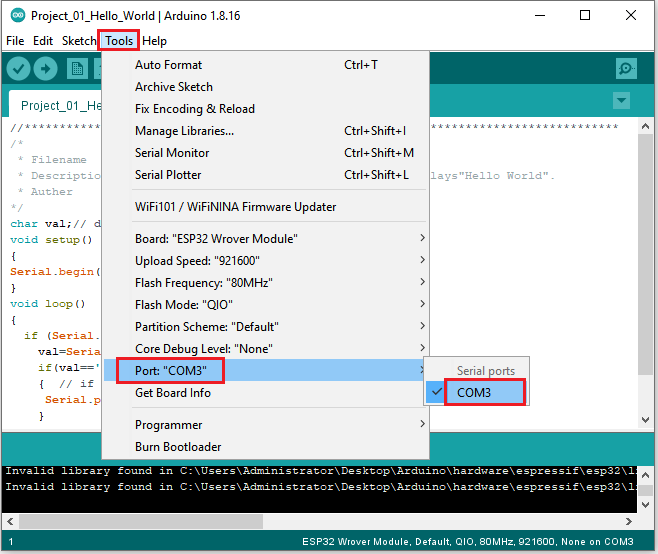 Project_01_Hello_World | Arduino 1.8.16
File Edit Sketch Tools Help
Auto Format Ctrl+T
Archive Sketch
Fix Encoding & Reload
Manage Libraries... Ctrl+Shift+I
Serial Monitor Ctrl+Shift+M
Serial Plotter Ctrl+Shift+L
WiFi101 / WiFiNINA Firmware Updater
Board: "ESP32 Wrover Module"
Upload Speed: "921600"
Flash Frequency: "80MHz"
Flash Mode: "QIO"
Partition Scheme: "Default"
Core Debug Level: "None"
Port: "COM3"
Get Board Info
Programmer
Burn Bootloader
Serial ports
COM3
Project_01_He
/*
* Filename
* Descriptio lays"Hello World".
* Auther
*/
char val;// d
void setup()
{
Serial.begin(
}
void loop()
{
if (Serial.
val=Seria
if(val=='
{ // if
Serial.p
}
Invalid library found in C:\Users\Administrator\Desktop\Arduino\hardware\espressif\esp32\l
Invalid library found in C:\Users\Administrator\Desktop\Arduino\hardware\espressif\esp32\l
1 ESP32 Wrover Module, Default, QIO, 80MHz, 921600, None on COM3